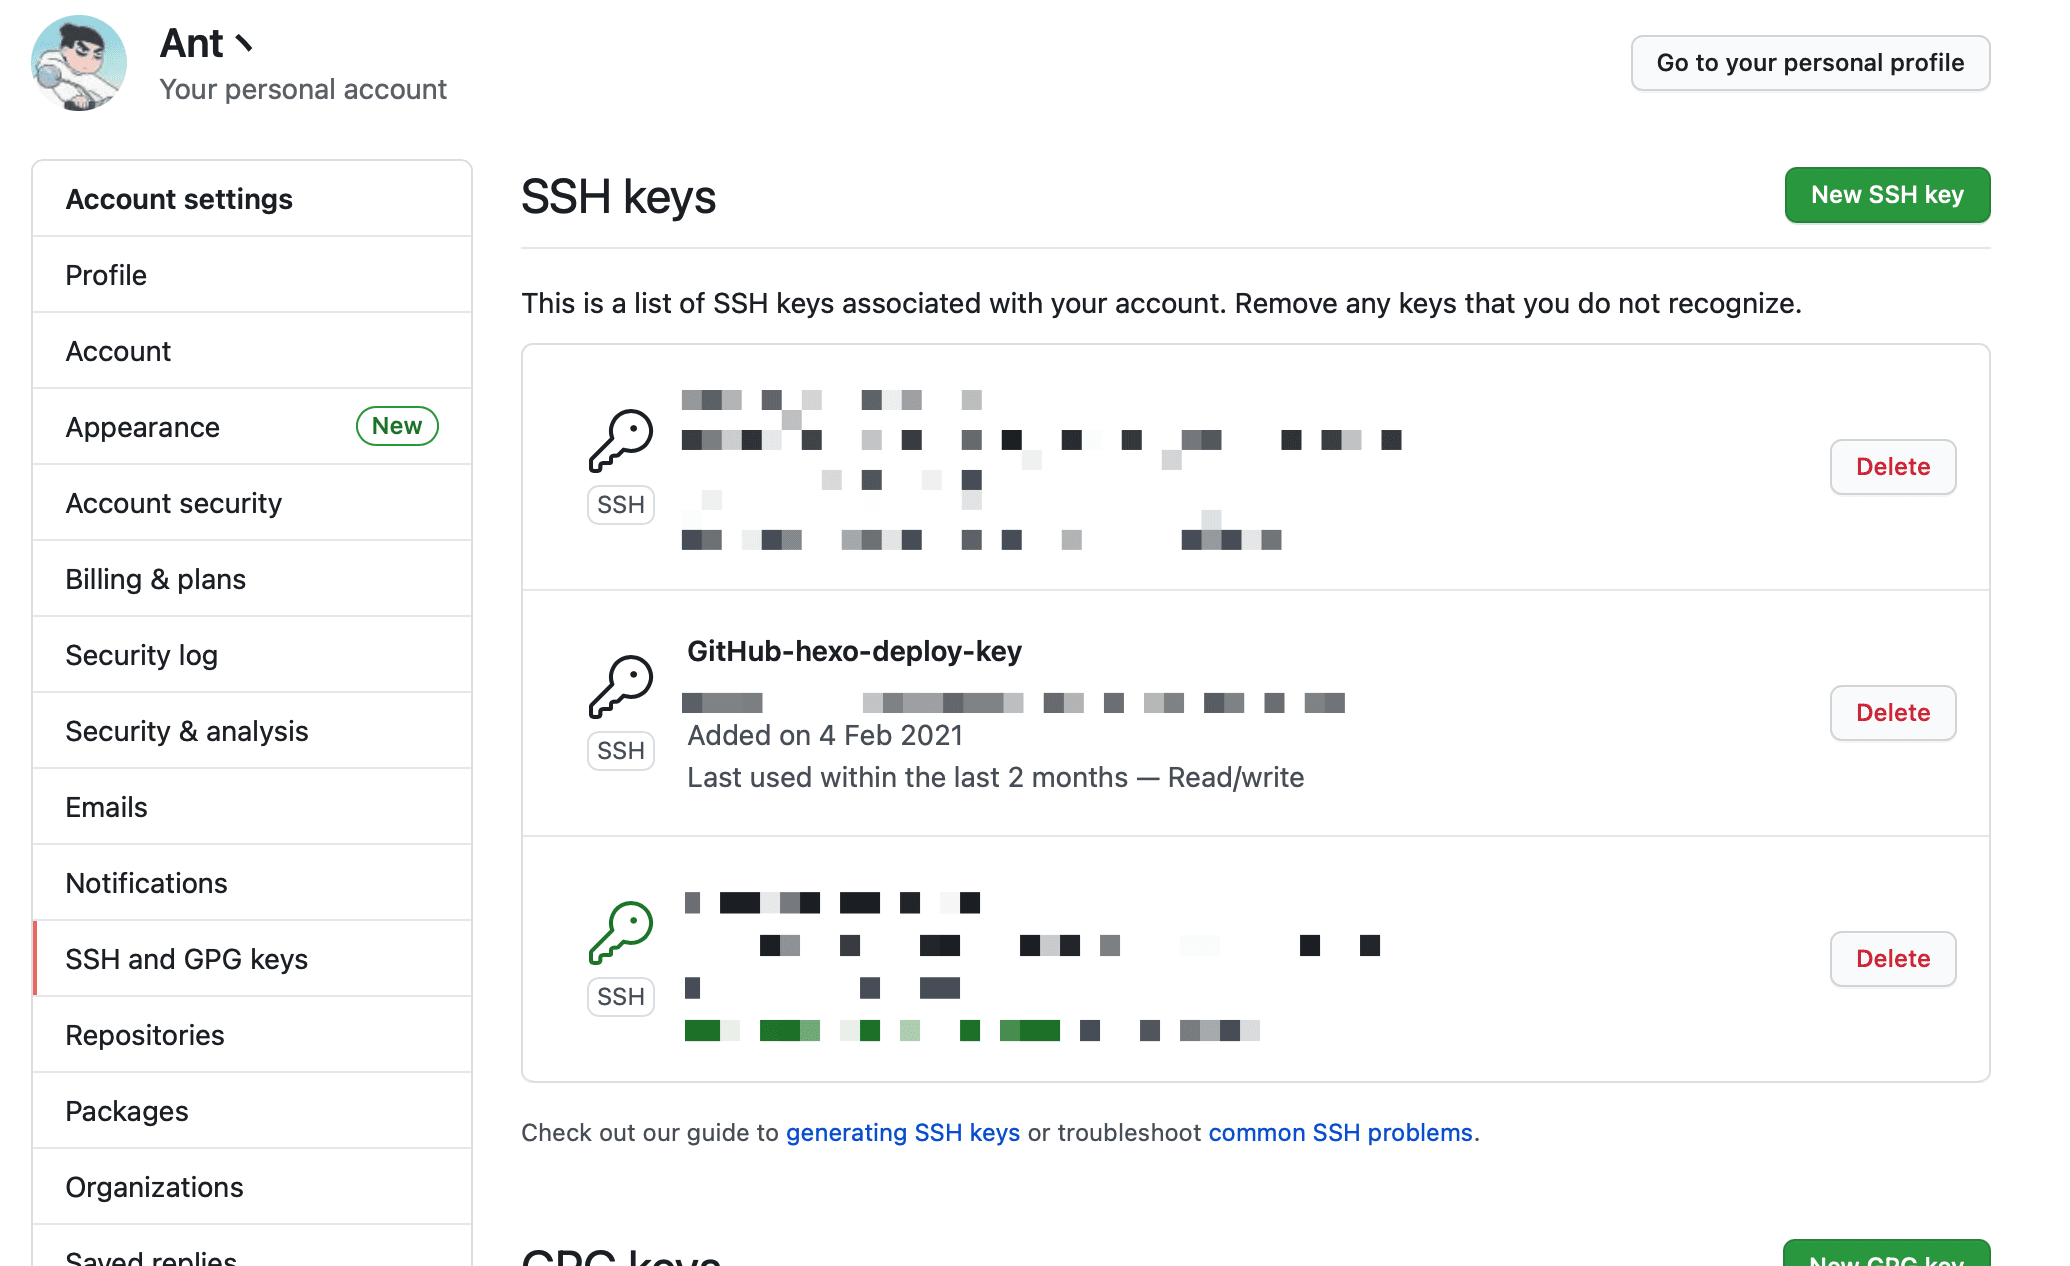 Ant丶
Your personal account
Go to your personal profile
Account settings
Profile
Account
Appearance New
Account security
Billing & plans
Security log
Security & analysis
Emails
Notifications
SSH and GPG keys
Repositories
Packages
Organizations
Saved replies
SSH keys
New SSH key
This is a list of SSH keys associated with your account. Remove any keys that you do not recognize.
SSH
Delete
GitHub-hexo-deploy-key
Added on 4 Feb 2021
Last used within the last 2 months — Read/write
SSH
Delete
SSH
Delete
Check out our guide to generating SSH keys or troubleshoot common SSH problems.
GPG keys
New GPG key